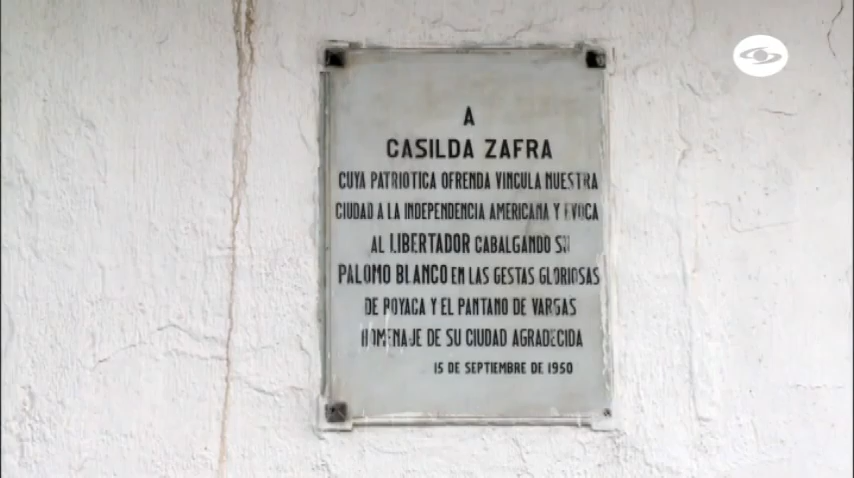 A
CASILDA ZAFRA
CUYA PATRIOTICA OFRENDA VINCULA NUESTRA
CIUDAD A LA INDEPENDENCIA AMERICANA Y EVOCA
AL LIBERTADOR CABALGANDO SU
PALOMO BLANCO EN LAS GESTAS GLORIOSAS
DE POYACA Y EL PANTANO DE VARGAS
HOMENAJE DE SU CIUDAD AGRADECIDA
15 DE SEPTIEMBRE DE 1950